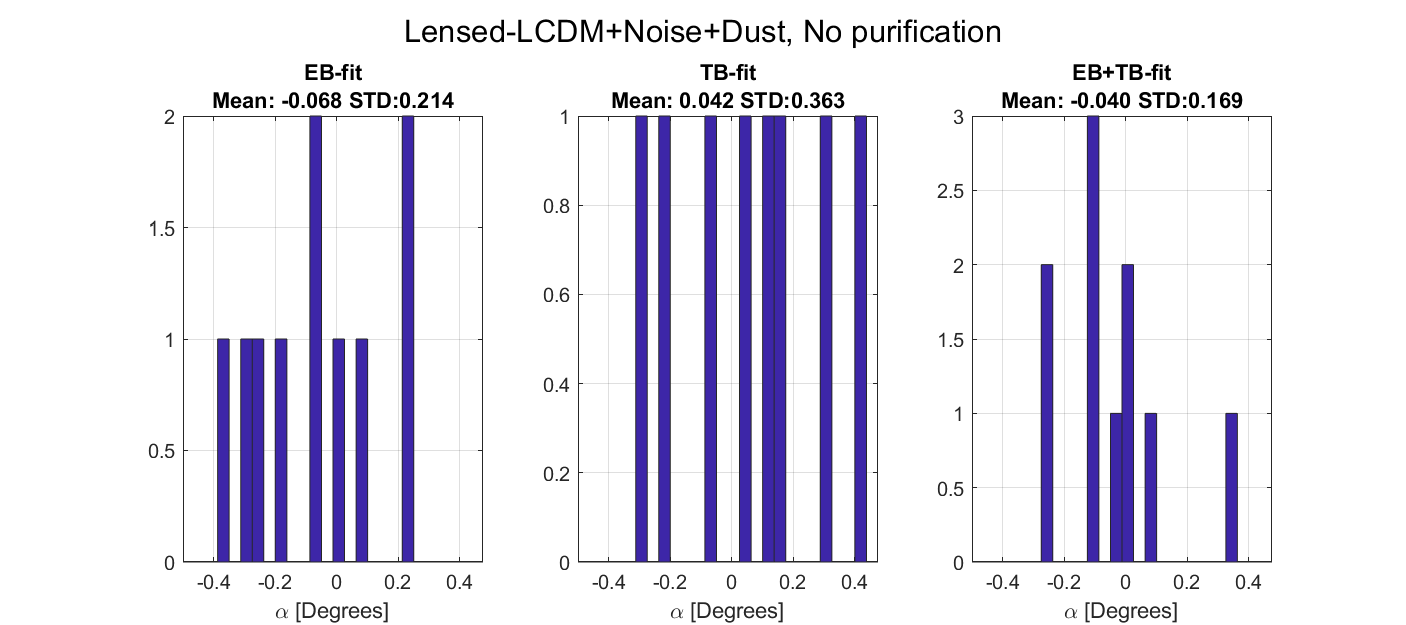 Lensed-LCDM+Noise+Dust, No purification
EB-fit
Mean: -0.068 STD:0.214
2
1.5
1
0.5
0
-0.4 -0.2 0 0.2 0.4
α [Degrees]
TB-fit
Mean: 0.042 STD:0.363
1
0.8
0.6
0.4
0.2
0
-0.4 -0.2 0 0.2 0.4
α [Degrees]
EB+TB-fit
Mean: -0.040 STD:0.169
3
2.5
2
1.5
1
0.5
0
-0.4 -0.2 0 0.2 0.4
α [Degrees]